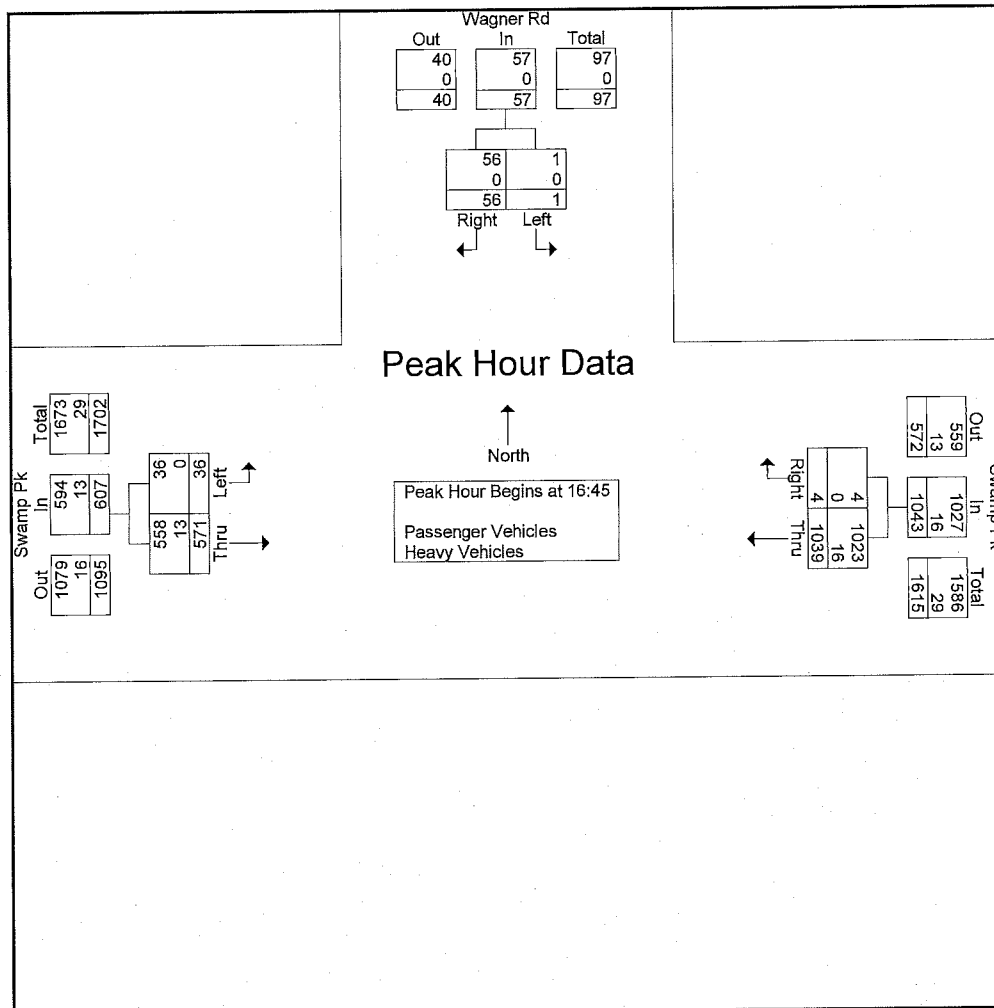 Wagner Rd
Out In Total
40 57 97
0 0 0
40 57 97
56 1
0 0
56 1
Right Left
Peak Hour Data
North
Peak Hour Begins at 16:45
Passenger Vehicles
Heavy Vehicles
Swamp Pk
Out In Total
1079 594 1673
16 13 29
1095 607 1702
558 36
13 0
571 36
Thru Left
Out In Total
559 1027 1586
13 16 29
572 1043 1615
4 1023
0 16
4 1039
Right Thru